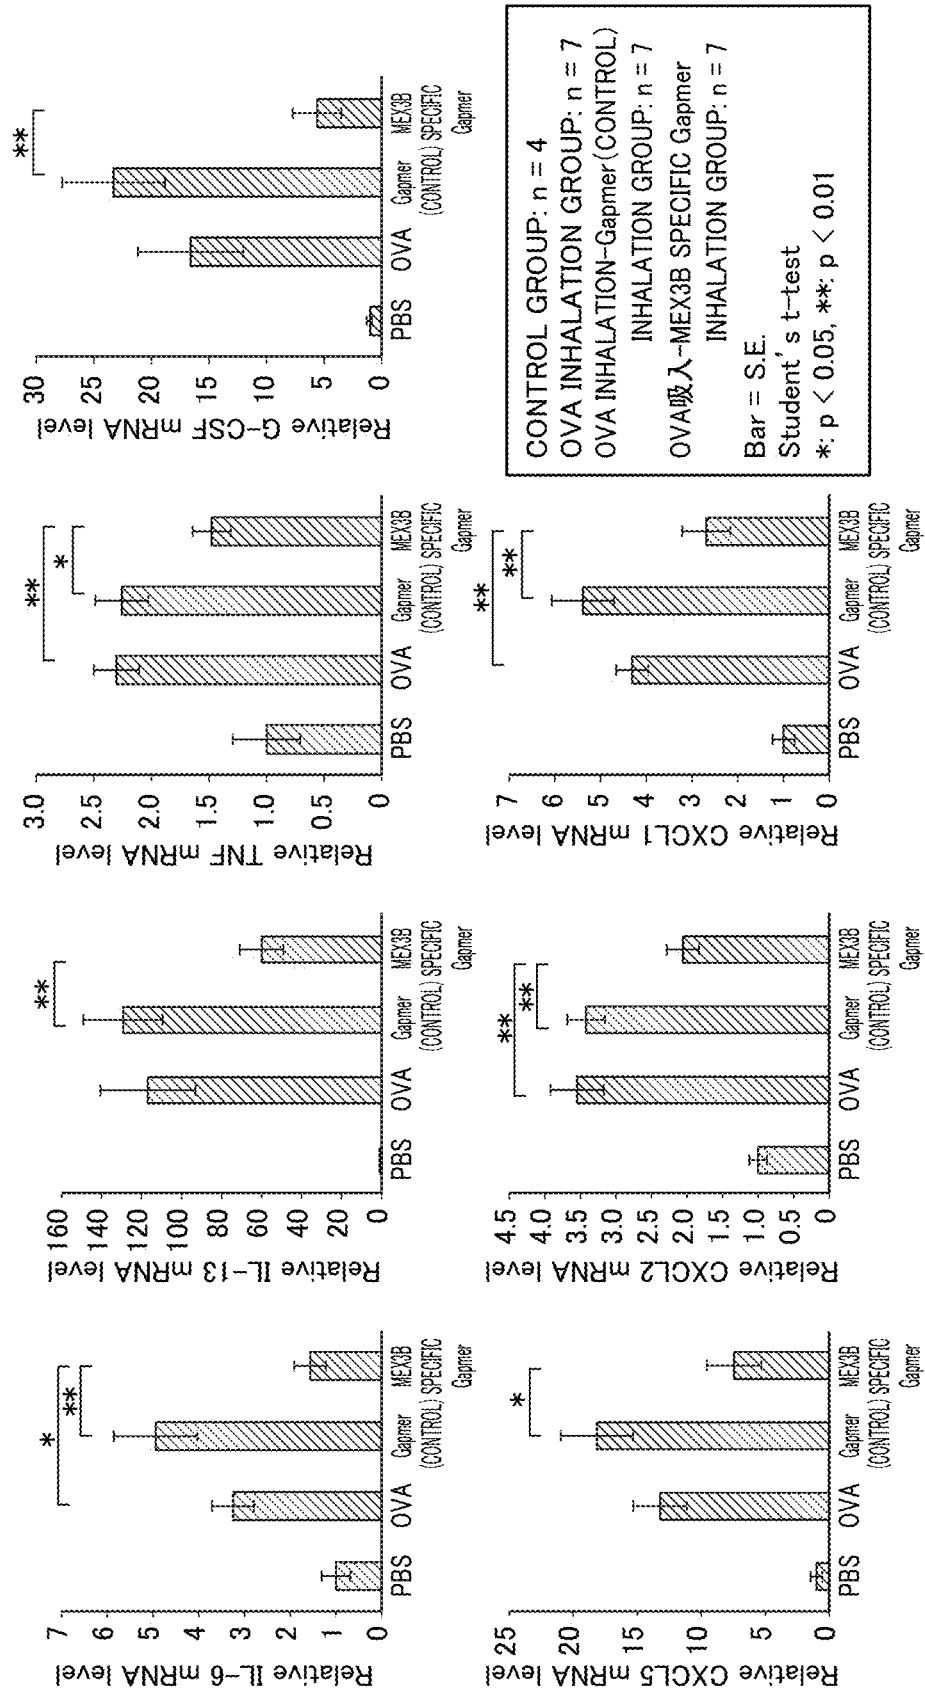 Relative IL-6 mRNA level
7
6
5
4
3
2
1
0
*
**
PBS
OVA
Gapmer
(CONTROL)
MEX3B
SPECIFIC
Gapmer
Relative IL-13 mRNA level
160
140
120
100
80
60
40
20
0
**
PBS
OVA
Gapmer
(CONTROL)
MEX3B
SPECIFIC
Gapmer
Relative TNF mRNA level
3.0
2.5
2.0
1.5
1.0
0.5
0
**
*
PBS
OVA
Gapmer
(CONTROL)
MEX3B
SPECIFIC
Gapmer
Relative G-CSF mRNA level
30
25
20
15
10
5
0
**
PBS
OVA
Gapmer
(CONTROL)
MEX3B
SPECIFIC
Gapmer
Relative CXCL5 mRNA level
25
20
15
10
5
0
*
PBS
OVA
Gapmer
(CONTROL)
MEX3B
SPECIFIC
Gapmer
Relative CXCL2 mRNA level
4.5
4.0
3.5
3.0
2.5
2.0
1.5
1.0
0.5
0
**
**
PBS
OVA
Gapmer
(CONTROL)
MEX3B
SPECIFIC
Gapmer
Relative CXCL1 mRNA level
7
6
5
4
3
2
1
0
**
**
PBS
OVA
Gapmer
(CONTROL)
MEX3B
SPECIFIC
Gapmer
CONTROL GROUP: n = 4
OVA INHALATION GROUP: n = 7
OVA INHALATION-Gapmer(CONTROL)
INHALATION GROUP: n = 7
OVA吸入-MEX3B SPECIFIC Gapmer
INHALATION GROUP: n = 7
Bar = S.E.
Student's t-test
*: p < 0.05, **: p < 0.01